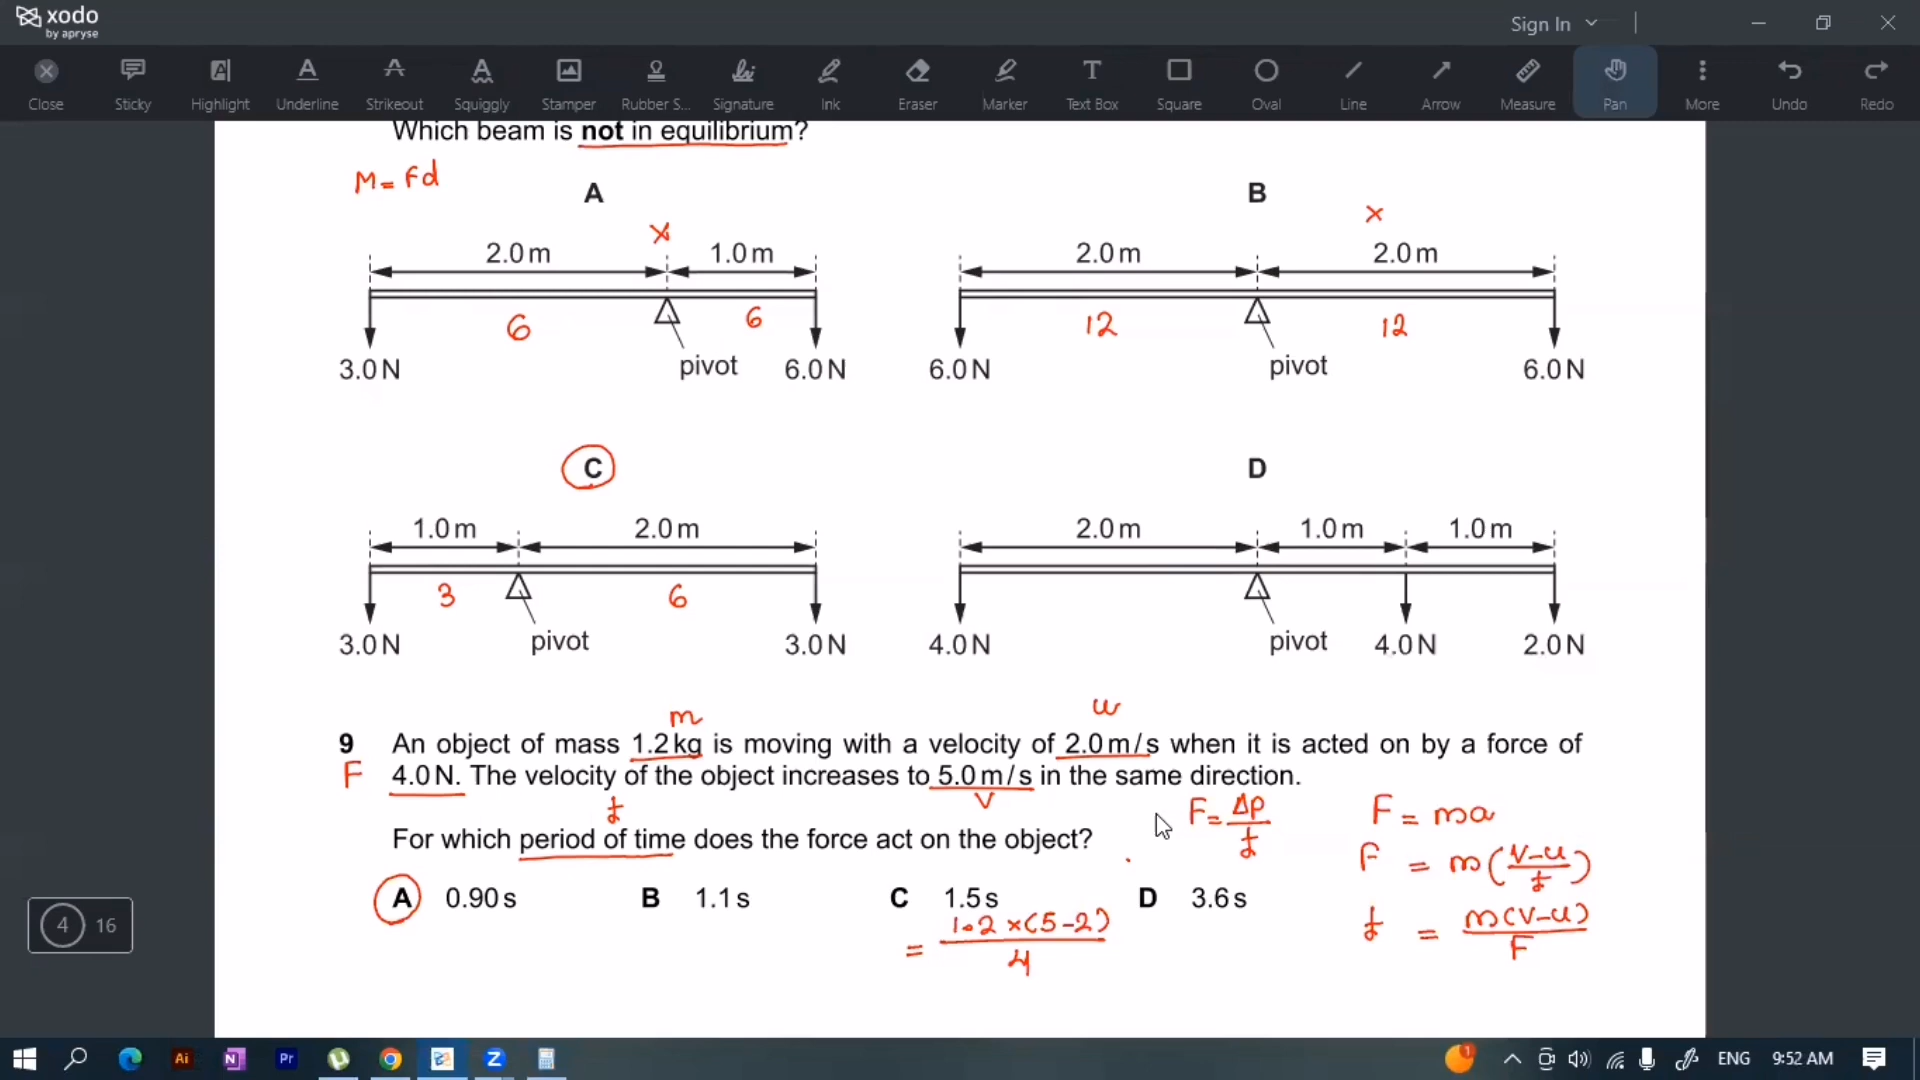 xodo
by apryse
Sign In
Close Sticky Highlight Underline Strikeout Squiggly Stamper Rubber S... Signature Ink Eraser Marker Text Box Square Oval Line Arrow Measure Pan More Undo Redo
Which beam is not in equilibrium?
M = Fd
A
x
2.0 m 1.0 m
6 6
3.0 N pivot 6.0 N
B
x
2.0 m 2.0 m
12 12
6.0 N pivot 6.0 N
C
1.0 m 2.0 m
3 6
3.0 N pivot 3.0 N
D
2.0 m 1.0 m 1.0 m
4.0 N pivot 4.0 N 2.0 N
m u
9 An object of mass 1.2 kg is moving with a velocity of 2.0 m / s when it is acted on by a force of
F 4.0 N. The velocity of the object increases to 5.0 m / s in the same direction.
t v
For which period of time does the force act on the object?
F = Δp/t
F = ma
F = m(v-u/t)
t = m(v-u)/F
A 0.90 s B 1.1 s C 1.5 s D 3.6 s
= 1.2 × (5-2)/4
4 16
Ai N Pr Z 1 ENG 9:52 AM